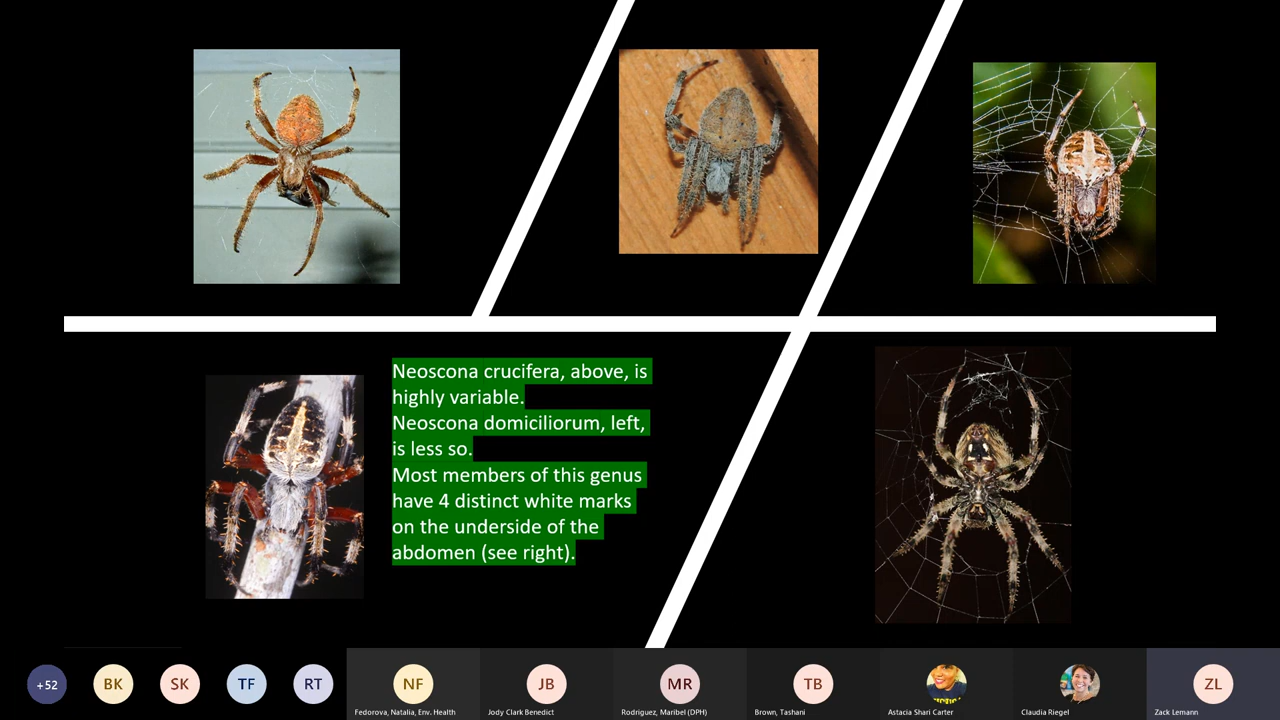 Neoscona crucifera, above, is
highly variable.
Neoscona domiciliorum, left,
is less so.
Most members of this genus
have 4 distinct white marks
on the underside of the
abdomen (see right).
+52
BK
SK
TF
RT
NF
JB
MR
TB
ZL
Fedorova, Natalia, Env. Health
Jody Clark Benedict
Rodriguez, Maribel (DPH)
Brown, Tashani
Astacia Shari Carter
Claudia Riegel
Zack Lemann